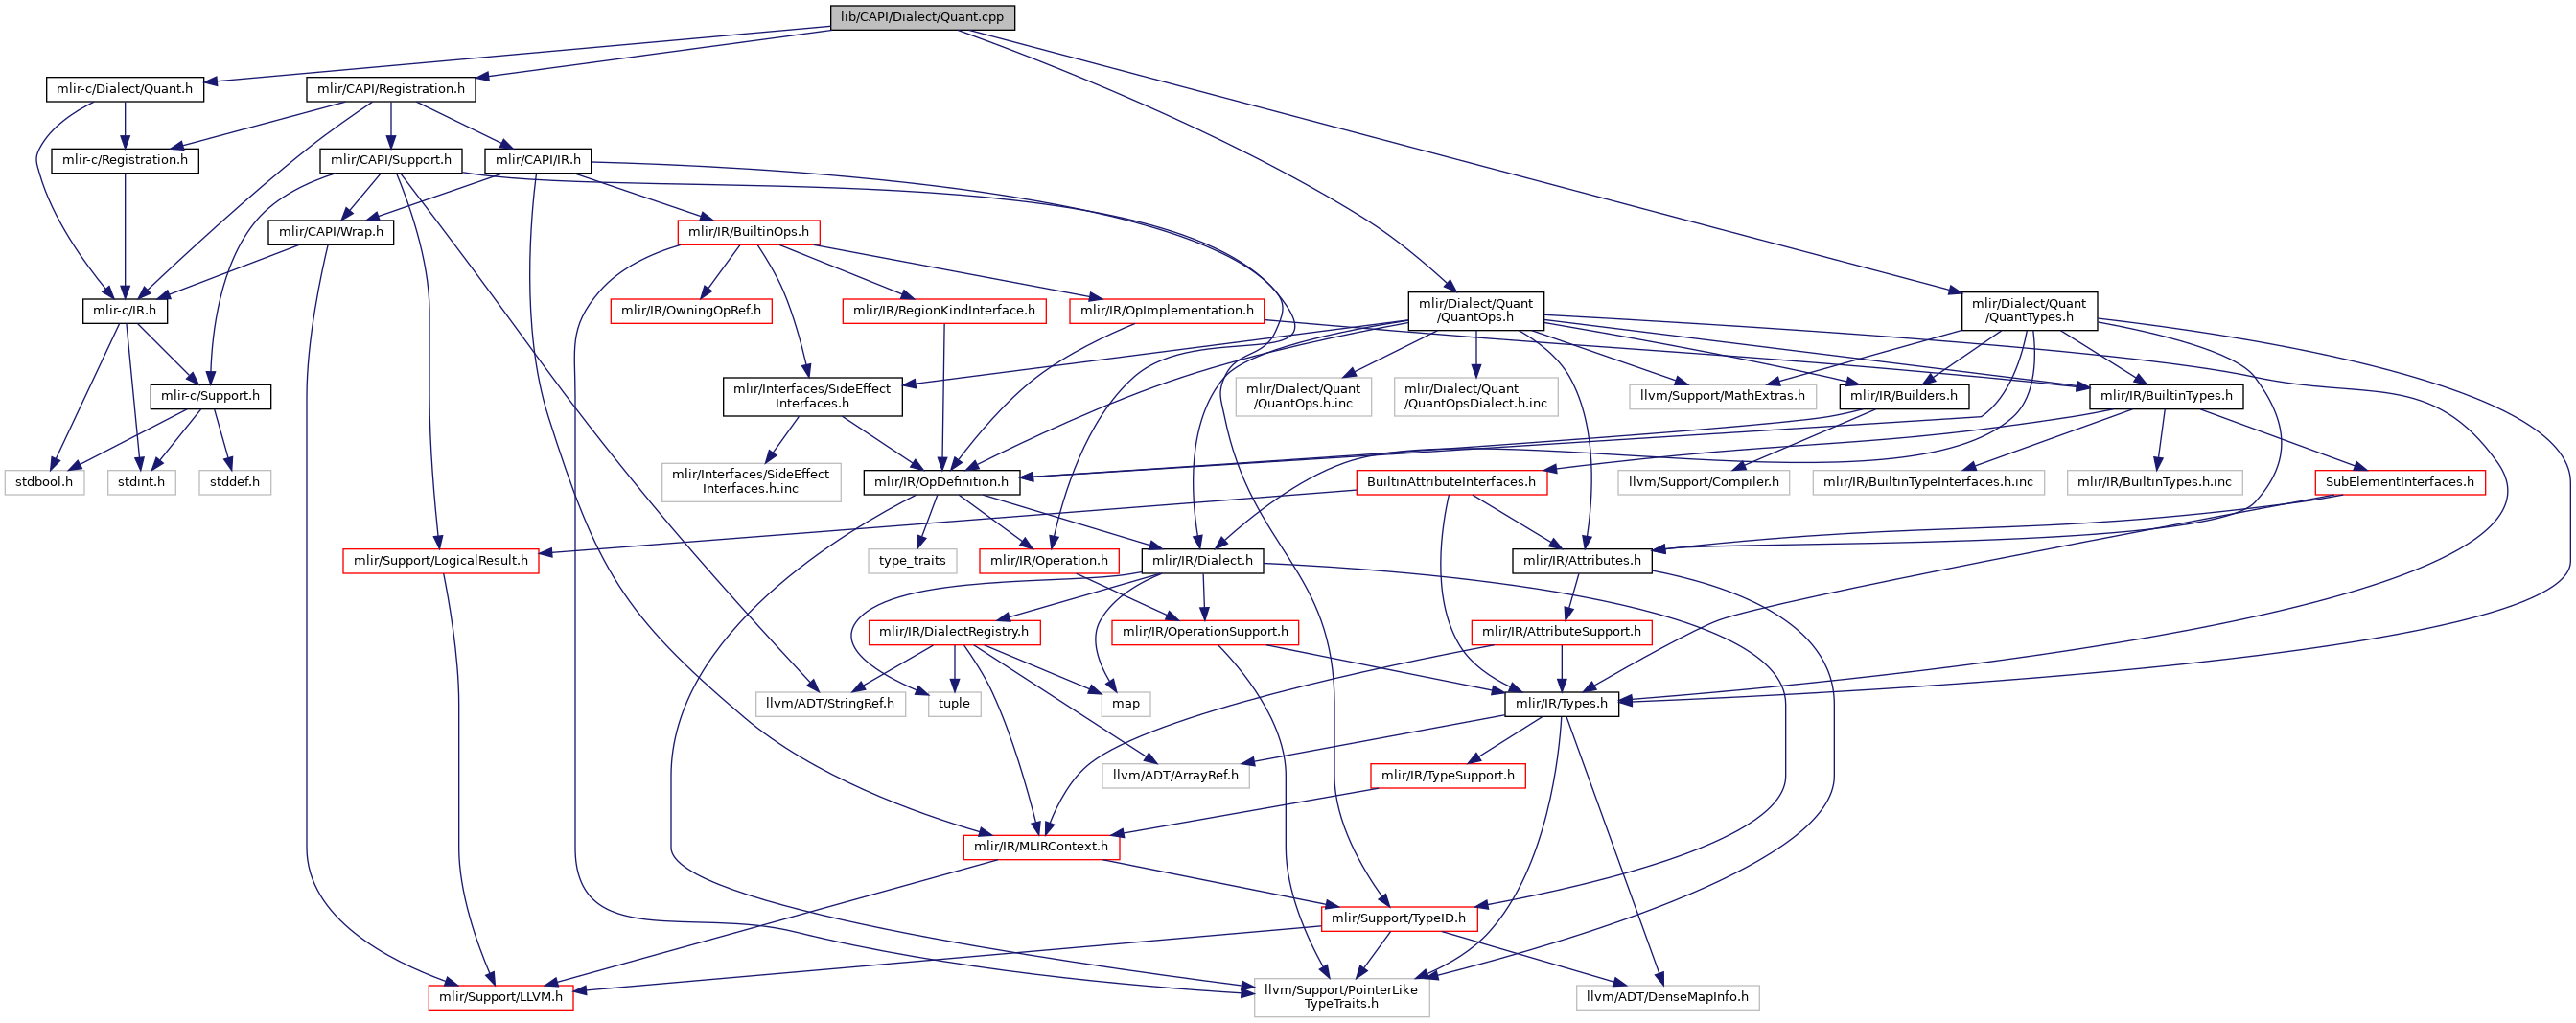 lib/CAPI/Dialect/Quant.cpp
mlir-c/Dialect/Quant.h
mlir/CAPI/Registration.h
mlir-c/Registration.h
mlir/CAPI/Support.h
mlir/CAPI/IR.h
mlir/CAPI/Wrap.h
mlir/IR/BuiltinOps.h
mlir-c/IR.h
mlir/IR/OwningOpRef.h
mlir/IR/RegionKindInterface.h
mlir/IR/OpImplementation.h
mlir/Dialect/Quant
/QuantOps.h
mlir/Dialect/Quant
/QuantTypes.h
mlir-c/Support.h
mlir/Interfaces/SideEffect
Interfaces.h
mlir/Dialect/Quant
/QuantOps.h.inc
mlir/Dialect/Quant
/QuantOpsDialect.h.inc
llvm/Support/MathExtras.h
mlir/IR/Builders.h
mlir/IR/BuiltinTypes.h
stdbool.h
stdint.h
stddef.h
mlir/Interfaces/SideEffect
Interfaces.h.inc
mlir/IR/OpDefinition.h
BuiltinAttributeInterfaces.h
llvm/Support/Compiler.h
mlir/IR/BuiltinTypeInterfaces.h.inc
mlir/IR/BuiltinTypes.h.inc
SubElementInterfaces.h
mlir/Support/LogicalResult.h
type_traits
mlir/IR/Operation.h
mlir/IR/Dialect.h
mlir/IR/Attributes.h
mlir/IR/DialectRegistry.h
mlir/IR/OperationSupport.h
mlir/IR/AttributeSupport.h
llvm/ADT/StringRef.h
tuple
map
mlir/IR/Types.h
llvm/ADT/ArrayRef.h
mlir/IR/TypeSupport.h
mlir/IR/MLIRContext.h
mlir/Support/TypeID.h
mlir/Support/LLVM.h
llvm/Support/PointerLike
TypeTraits.h
llvm/ADT/DenseMapInfo.h